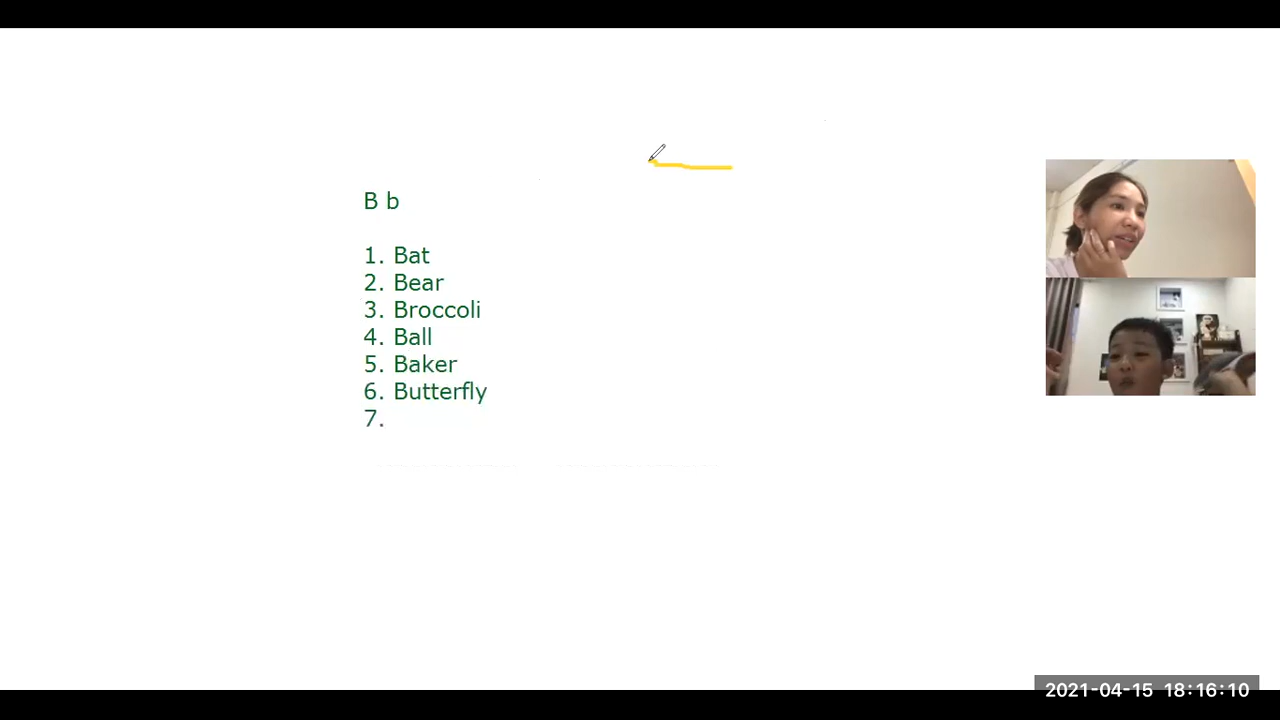 B b
1. Bat
2. Bear
3. Broccoli
4. Ball
5. Baker
6. Butterfly
7.
2021-04-15 18:16:10